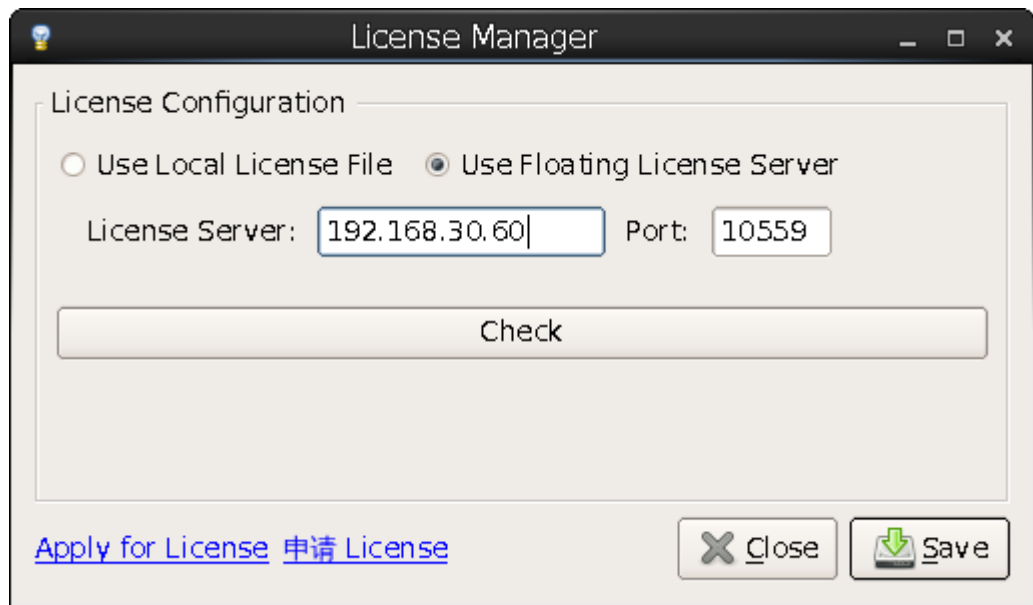 License Manager
License Configuration
Use Local License File Use Floating License Server
License Server: 192.168.30.60 Port: 10559
Check
Apply for License 申请 License Close Save